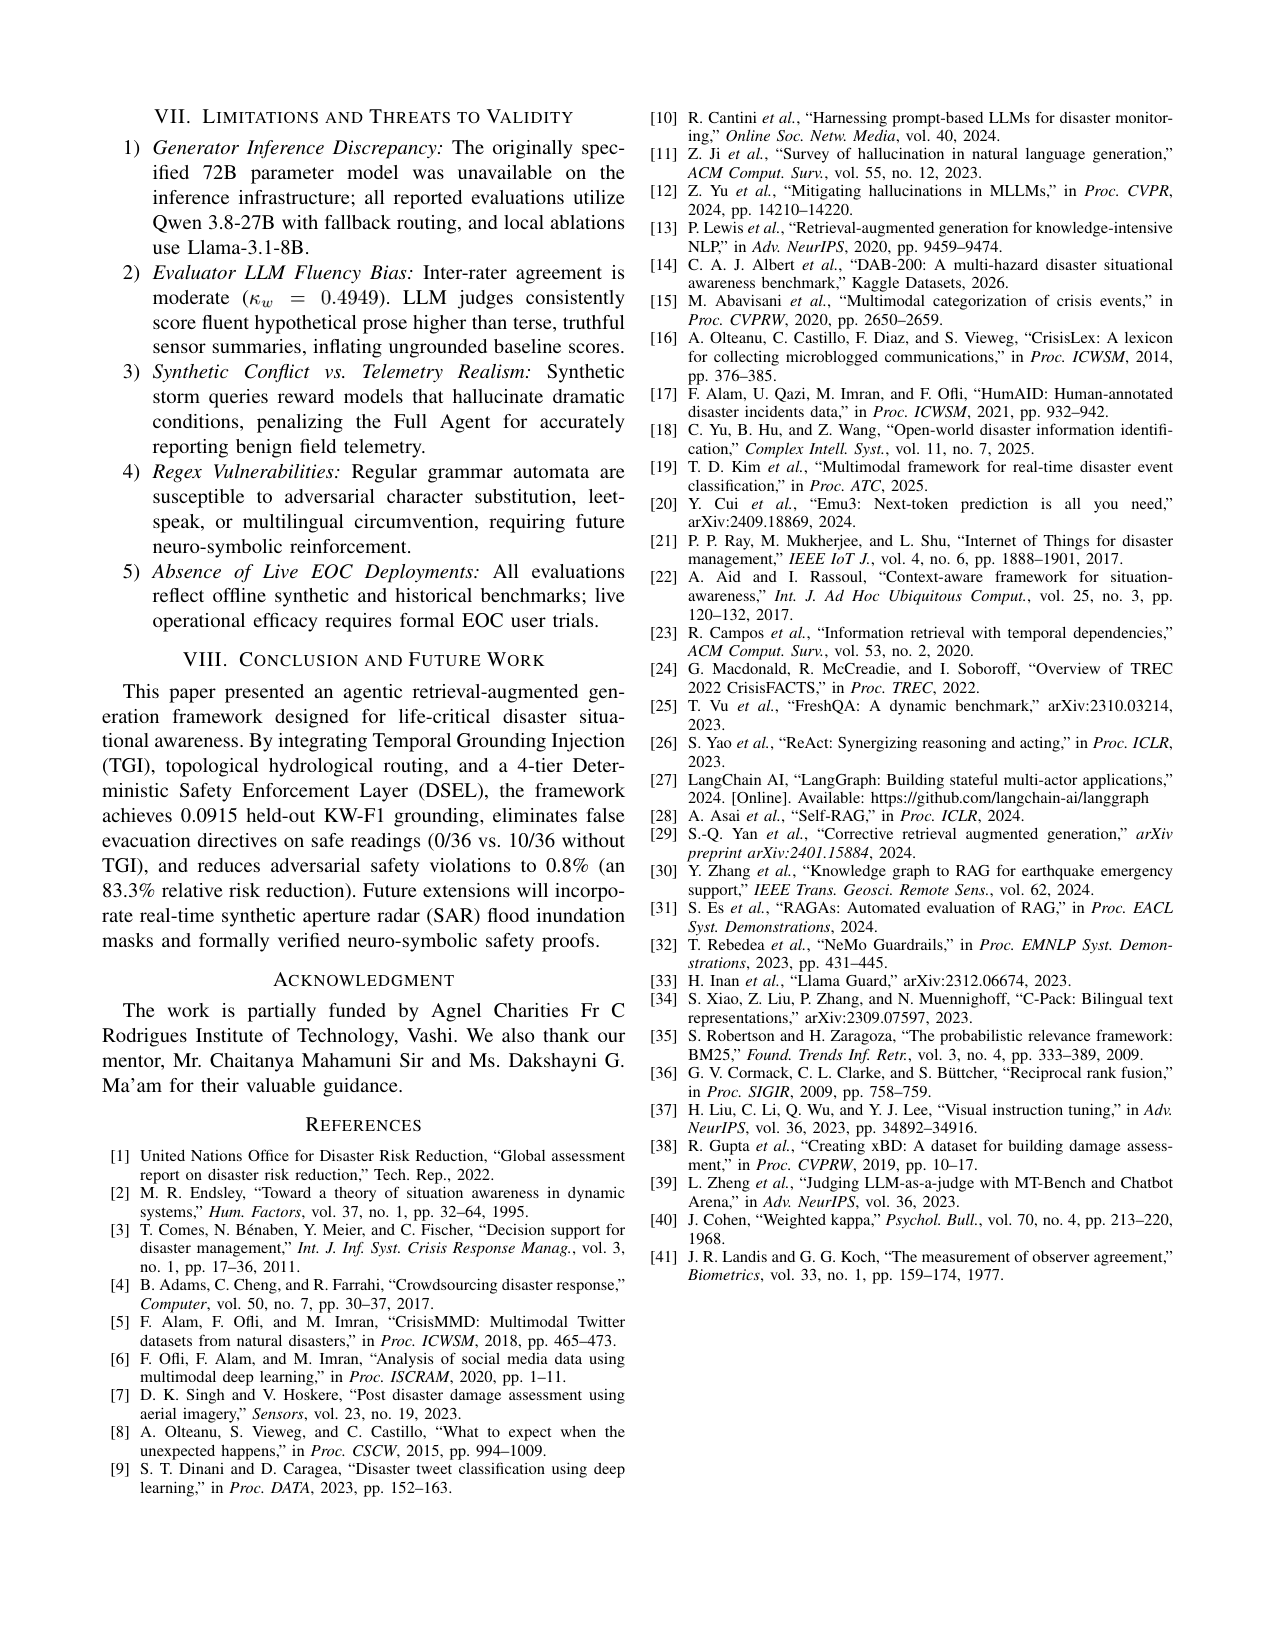 VII. LIMITATIONS AND THREATS TO VALIDITY
1) Generator Inference Discrepancy: The originally spec-
ified 72B parameter model was unavailable on the
inference infrastructure; all reported evaluations utilize
Qwen 3.8-27B with fallback routing, and local ablations
use Llama-3.1-8B.
2) Evaluator LLM Fluency Bias: Inter-rater agreement is
moderate (κw = 0.4949). LLM judges consistently
score fluent hypothetical prose higher than terse, truthful
sensor summaries, inflating ungrounded baseline scores.
3) Synthetic Conflict vs. Telemetry Realism: Synthetic
storm queries reward models that hallucinate dramatic
conditions, penalizing the Full Agent for accurately
reporting benign field telemetry.
4) Regex Vulnerabilities: Regular grammar automata are
susceptible to adversarial character substitution, leet-
speak, or multilingual circumvention, requiring future
neuro-symbolic reinforcement.
5) Absence of Live EOC Deployments: All evaluations
reflect offline synthetic and historical benchmarks; live
operational efficacy requires formal EOC user trials.
VIII. CONCLUSION AND FUTURE WORK
This paper presented an agentic retrieval-augmented gen-
eration framework designed for life-critical disaster situa-
tional awareness. By integrating Temporal Grounding Injection
(TGI), topological hydrological routing, and a 4-tier Deter-
ministic Safety Enforcement Layer (DSEL), the framework
achieves 0.0915 held-out KW-F1 grounding, eliminates false
evacuation directives on safe readings (0/36 vs. 10/36 without
TGI), and reduces adversarial safety violations to 0.8% (an
83.3% relative risk reduction). Future extensions will incorpo-
rate real-time synthetic aperture radar (SAR) flood inundation
masks and formally verified neuro-symbolic safety proofs.
ACKNOWLEDGMENT
The work is partially funded by Agnel Charities Fr C
Rodrigues Institute of Technology, Vashi. We also thank our
mentor, Mr. Chaitanya Mahamuni Sir and Ms. Dakshayni G.
Ma'am for their valuable guidance.
REFERENCES
[1] United Nations Office for Disaster Risk Reduction, “Global assessment
report on disaster risk reduction,” Tech. Rep., 2022.
[2] M. R. Endsley, “Toward a theory of situation awareness in dynamic
systems,” Hum. Factors, vol. 37, no. 1, pp. 32–64, 1995.
[3] T. Comes, N. Bénaben, Y. Meier, and C. Fischer, “Decision support for
disaster management,” Int. J. Inf. Syst. Crisis Response Manag., vol. 3,
no. 1, pp. 17–36, 2011.
[4] B. Adams, C. Cheng, and R. Farrahi, “Crowdsourcing disaster response,”
Computer, vol. 50, no. 7, pp. 30–37, 2017.
[5] F. Alam, F. Ofli, and M. Imran, “CrisisMMD: Multimodal Twitter
datasets from natural disasters,” in Proc. ICWSM, 2018, pp. 465–473.
[6] F. Ofli, F. Alam, and M. Imran, “Analysis of social media data using
multimodal deep learning,” in Proc. ISCRAM, 2020, pp. 1–11.
[7] D. K. Singh and V. Hoskere, “Post disaster damage assessment using
aerial imagery,” Sensors, vol. 23, no. 19, 2023.
[8] A. Olteanu, S. Vieweg, and C. Castillo, “What to expect when the
unexpected happens,” in Proc. CSCW, 2015, pp. 994–1009.
[9] S. T. Dinani and D. Caragea, “Disaster tweet classification using deep
learning,” in Proc. DATA, 2023, pp. 152–163.
[10] R. Cantini et al., “Harnessing prompt-based LLMs for disaster monitor-
ing,” Online Soc. Netw. Media, vol. 40, 2024.
[11] Z. Ji et al., “Survey of hallucination in natural language generation,”
ACM Comput. Surv., vol. 55, no. 12, 2023.
[12] Z. Yu et al., “Mitigating hallucinations in MLLMs,” in Proc. CVPR,
2024, pp. 14210–14220.
[13] P. Lewis et al., “Retrieval-augmented generation for knowledge-intensive
NLP,” in Adv. NeurIPS, 2020, pp. 9459–9474.
[14] C. A. J. Albert et al., “DAB-200: A multi-hazard disaster situational
awareness benchmark,” Kaggle Datasets, 2026.
[15] M. Abavisani et al., “Multimodal categorization of crisis events,” in
Proc. CVPRW, 2020, pp. 2650–2659.
[16] A. Olteanu, C. Castillo, F. Diaz, and S. Vieweg, “CrisisLex: A lexicon
for collecting microblogged communications,” in Proc. ICWSM, 2014,
pp. 376–385.
[17] F. Alam, U. Qazi, M. Imran, and F. Ofli, “HumAID: Human-annotated
disaster incidents data,” in Proc. ICWSM, 2021, pp. 932–942.
[18] C. Yu, B. Hu, and Z. Wang, “Open-world disaster information identifi-
cation,” Complex Intell. Syst., vol. 11, no. 7, 2025.
[19] T. D. Kim et al., “Multimodal framework for real-time disaster event
classification,” in Proc. ATC, 2025.
[20] Y. Cui et al., “Emu3: Next-token prediction is all you need,”
arXiv:2409.18869, 2024.
[21] P. P. Ray, M. Mukherjee, and L. Shu, “Internet of Things for disaster
management,” IEEE IoT J., vol. 4, no. 6, pp. 1888–1901, 2017.
[22] A. Aid and I. Rassoul, “Context-aware framework for situation-
awareness,” Int. J. Ad Hoc Ubiquitous Comput., vol. 25, no. 3, pp.
120–132, 2017.
[23] R. Campos et al., “Information retrieval with temporal dependencies,”
ACM Comput. Surv., vol. 53, no. 2, 2020.
[24] G. Macdonald, R. McCreadie, and I. Soboroff, “Overview of TREC
2022 CrisisFACTS,” in Proc. TREC, 2022.
[25] T. Vu et al., “FreshQA: A dynamic benchmark,” arXiv:2310.03214,
2023.
[26] S. Yao et al., “ReAct: Synergizing reasoning and acting,” in Proc. ICLR,
2023.
[27] LangChain AI, “LangGraph: Building stateful multi-actor applications,”
2024. [Online]. Available: https://github.com/langchain-ai/langgraph
[28] A. Asai et al., “Self-RAG,” in Proc. ICLR, 2024.
[29] S.-Q. Yan et al., “Corrective retrieval augmented generation,” arXiv
preprint arXiv:2401.15884, 2024.
[30] Y. Zhang et al., “Knowledge graph to RAG for earthquake emergency
support,” IEEE Trans. Geosci. Remote Sens., vol. 62, 2024.
[31] S. Es et al., “RAGAs: Automated evaluation of RAG,” in Proc. EACL
Syst. Demonstrations, 2024.
[32] T. Rebedea et al., “NeMo Guardrails,” in Proc. EMNLP Syst. Demon-
strations, 2023, pp. 431–445.
[33] H. Inan et al., “Llama Guard,” arXiv:2312.06674, 2023.
[34] S. Xiao, Z. Liu, P. Zhang, and N. Muennighoff, “C-Pack: Bilingual text
representations,” arXiv:2309.07597, 2023.
[35] S. Robertson and H. Zaragoza, “The probabilistic relevance framework:
BM25,” Found. Trends Inf. Retr., vol. 3, no. 4, pp. 333–389, 2009.
[36] G. V. Cormack, C. L. Clarke, and S. Büttcher, “Reciprocal rank fusion,”
in Proc. SIGIR, 2009, pp. 758–759.
[37] H. Liu, C. Li, Q. Wu, and Y. J. Lee, “Visual instruction tuning,” in Adv.
NeurIPS, vol. 36, 2023, pp. 34892–34916.
[38] R. Gupta et al., “Creating xBD: A dataset for building damage assess-
ment,” in Proc. CVPRW, 2019, pp. 10–17.
[39] L. Zheng et al., “Judging LLM-as-a-judge with MT-Bench and Chatbot
Arena,” in Adv. NeurIPS, vol. 36, 2023.
[40] J. Cohen, “Weighted kappa,” Psychol. Bull., vol. 70, no. 4, pp. 213–220,
1968.
[41] J. R. Landis and G. G. Koch, “The measurement of observer agreement,”
Biometrics, vol. 33, no. 1, pp. 159–174, 1977.